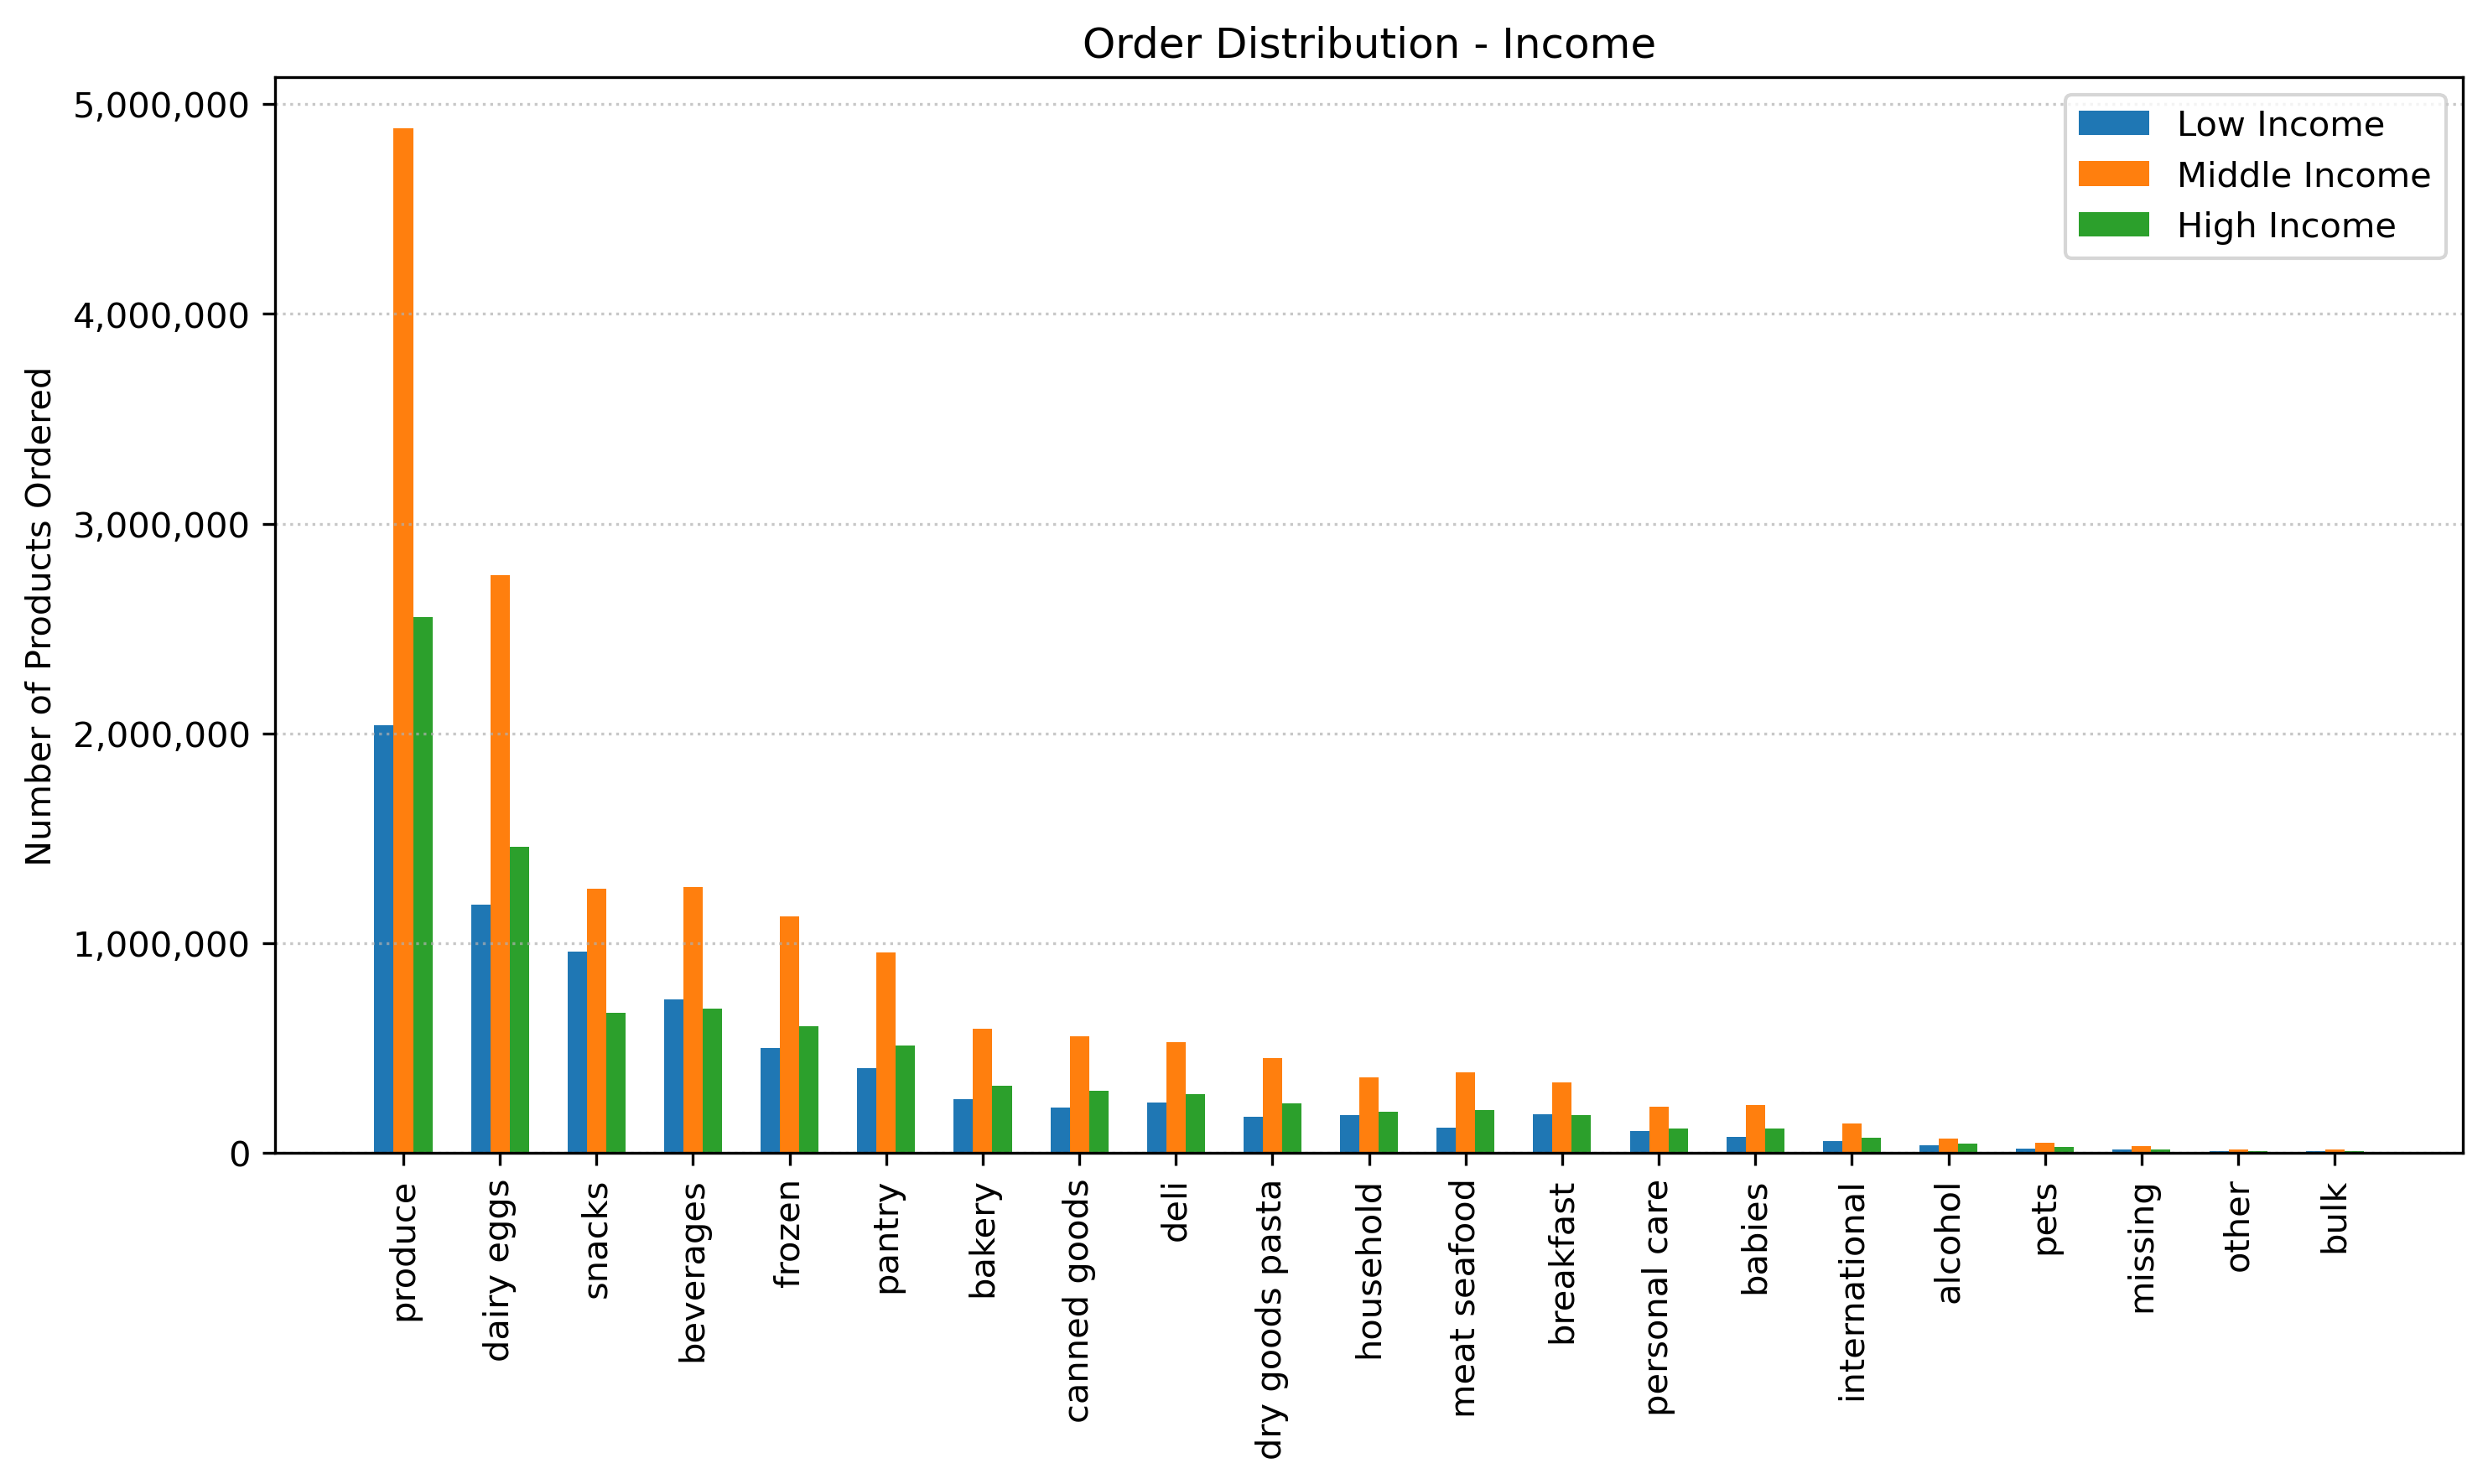 Order Distribution - Income
Number of Products Ordered
5,000,000
4,000,000
3,000,000
2,000,000
1,000,000
0
Low Income
Middle Income
High Income
produce
dairy eggs
snacks
beverages
frozen
pantry
bakery
canned goods
deli
dry goods pasta
household
meat seafood
breakfast
personal care
babies
international
alcohol
pets
missing
other
bulk